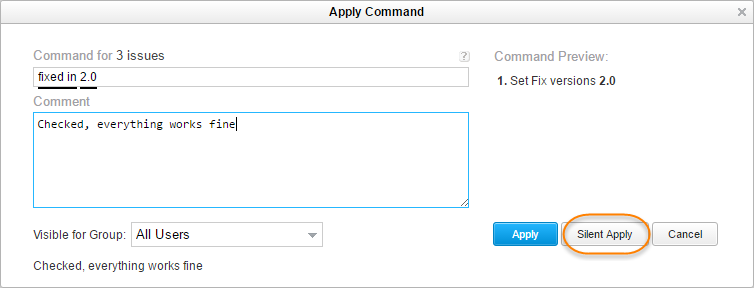 Apply Command
Command for 3 issues
?
fixed in 2.0
Comment
Checked, everything works fine
Command Preview:
1. Set Fix versions 2.0
Visible for Group: All Users
Apply
Silent Apply
Cancel
Checked, everything works fine